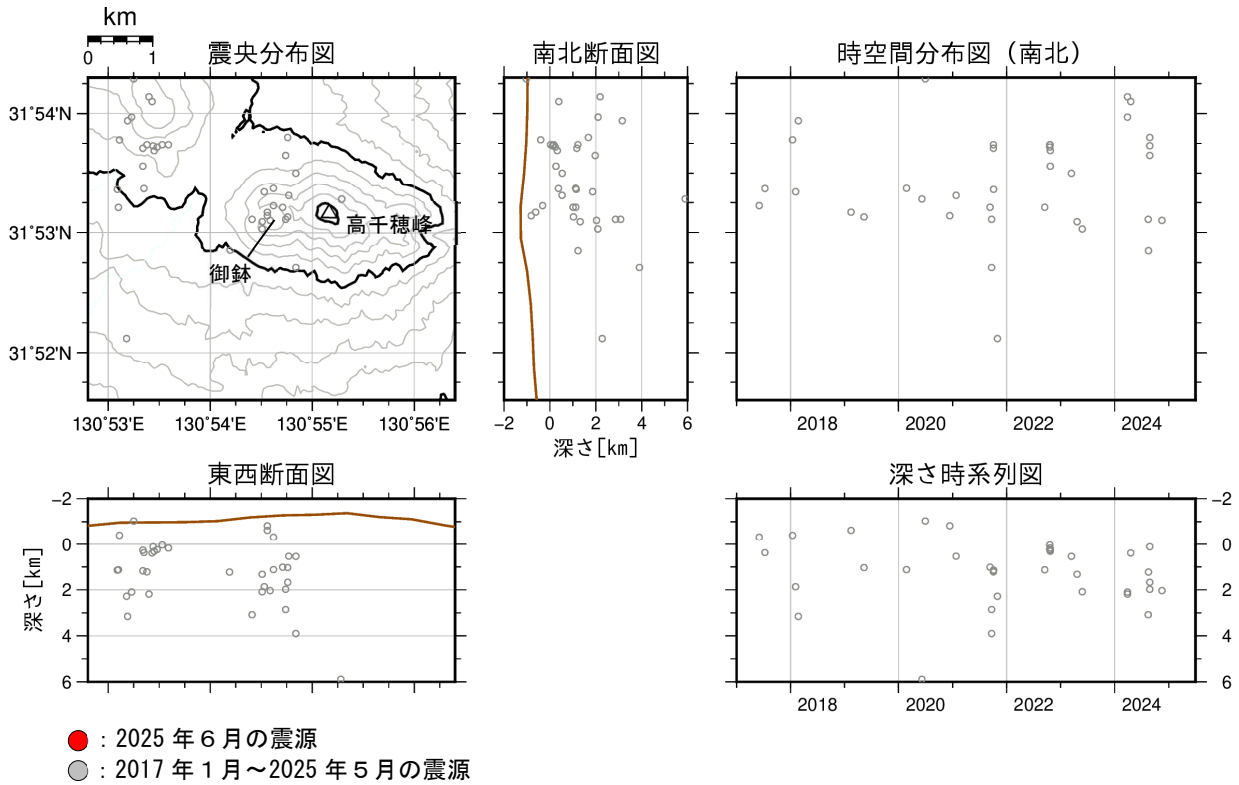 km
0 1
震央分布図
南北断面図
時空間分布図（南北）
31°54'N
31°53'N
31°52'N
高千穂峰
御鉢
130°53'E 130°54'E 130°55'E 130°56'E
−2 0 2 4 6
深さ[km]
2018 2020 2022 2024
東西断面図
深さ時系列図
−2
0
2
4
6
深さ[km]
−2
0
2
4
6
2018 2020 2022 2024
：2025 年６月の震源
：2017 年１月～2025 年５月の震源